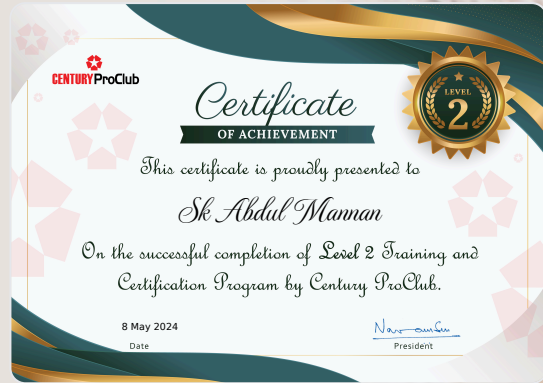 CENTURY ProClub
Certificate
OF ACHIEVEMENT
LEVEL
2
This certificate is proudly presented to
Sk Abdul Mannan
On the successful completion of Level 2 Training and
Certification Program by Century ProClub.
8 May 2024
Date
President